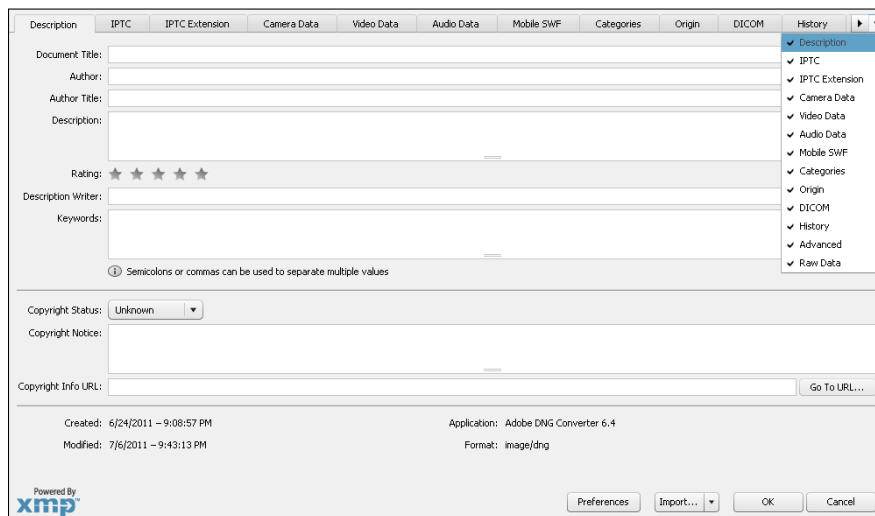 Description IPTC IPTC Extension Camera Data Video Data Audio Data Mobile SWF Categories Origin DICOM History
Description
IPTC
IPTC Extension
Camera Data
Video Data
Audio Data
Mobile SWF
Categories
Origin
DICOM
History
Advanced
Raw Data
Document Title:
Author:
Author Title:
Description:
Rating:
Description Writer:
Keywords:
Semicolons or commas can be used to separate multiple values
Copyright Status: Unknown
Copyright Notice:
Copyright Info URL: Go To URL...
Created: 6/24/2011 – 9:08:57 PM Application: Adobe DNG Converter 6.4
Modified: 7/6/2011 – 9:43:13 PM Format: image/dng
Powered By
xmp™ Preferences Import... OK Cancel